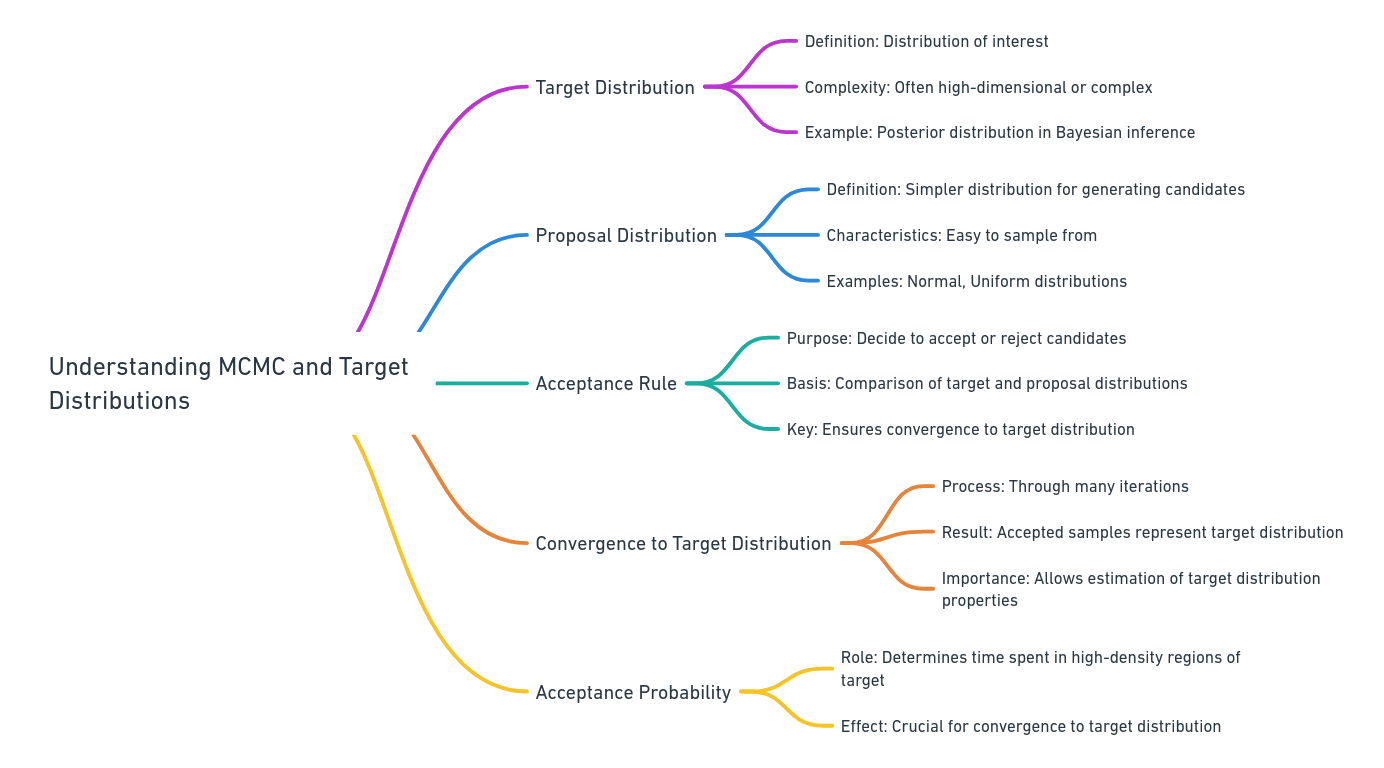 Understanding MCMC and Target
Distributions
Target Distribution
Definition: Distribution of interest
Complexity: Often high-dimensional or complex
Example: Posterior distribution in Bayesian inference
Proposal Distribution
Definition: Simpler distribution for generating candidates
Characteristics: Easy to sample from
Examples: Normal, Uniform distributions
Acceptance Rule
Purpose: Decide to accept or reject candidates
Basis: Comparison of target and proposal distributions
Key: Ensures convergence to target distribution
Convergence to Target Distribution
Process: Through many iterations
Result: Accepted samples represent target distribution
Importance: Allows estimation of target distribution
properties
Acceptance Probability
Role: Determines time spent in high-density regions of
target
Effect: Crucial for convergence to target distribution